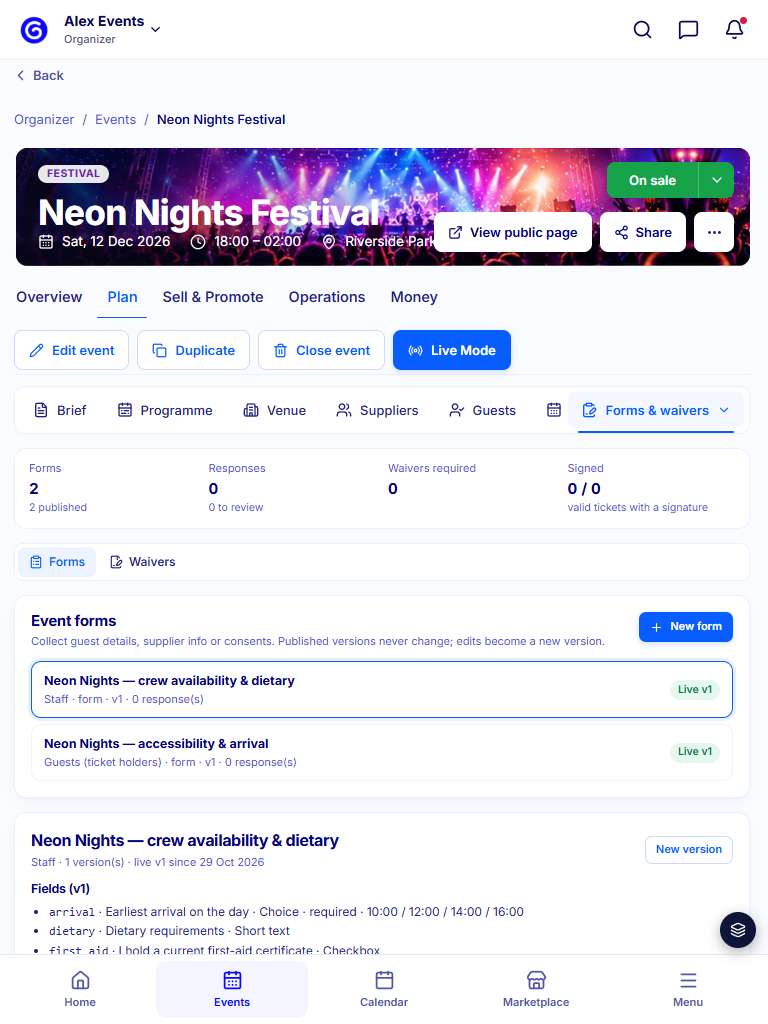 Alex Events
Organizer
Back
Organizer / Events / Neon Nights Festival
FESTIVAL
On sale
Neon Nights Festival
Sat, 12 Dec 2026 18:00 – 02:00 Riverside Park
View public page
Share
Overview Plan Sell & Promote Operations Money
Edit event Duplicate Close event Live Mode
Brief Programme Venue Suppliers Guests Forms & waivers
Forms Responses Waivers required Signed
2 0 0 0 / 0
2 published 0 to review valid tickets with a signature
Forms Waivers
Event forms
Collect guest details, supplier info or consents. Published versions never change; edits become a new version.
New form
Neon Nights — crew availability & dietary
Staff · form · v1 · 0 response(s)
Live v1
Neon Nights — accessibility & arrival
Guests (ticket holders) · form · v1 · 0 response(s)
Live v1
Neon Nights — crew availability & dietary
Staff · 1 version(s) · live v1 since 29 Oct 2026
New version
Fields (v1)
• arrival · Earliest arrival on the day · Choice · required · 10:00 / 12:00 / 14:00 / 16:00
• dietary · Dietary requirements · Short text
• first_aid · I hold a current first-aid certificate · Checkbox
Home Events Calendar Marketplace Menu